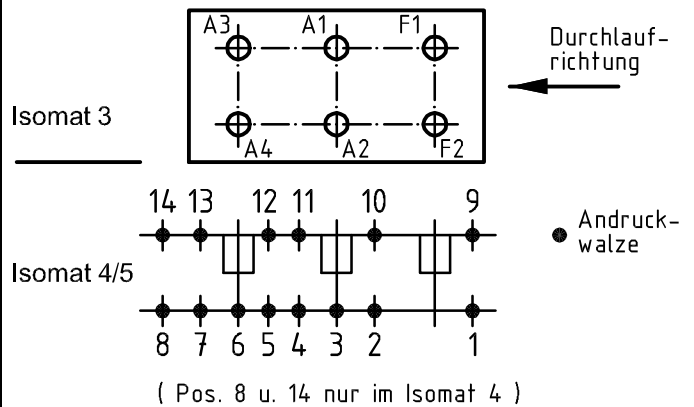 A3 A1 F1
Durchlauf-
richtung
Isomat 3
A4 A2 F2
14 13 12 11 10 9
Andruck-
walze
Isomat 4/5
8 7 6 5 4 3 2 1
( Pos. 8 u. 14 nur im Isomat 4 )